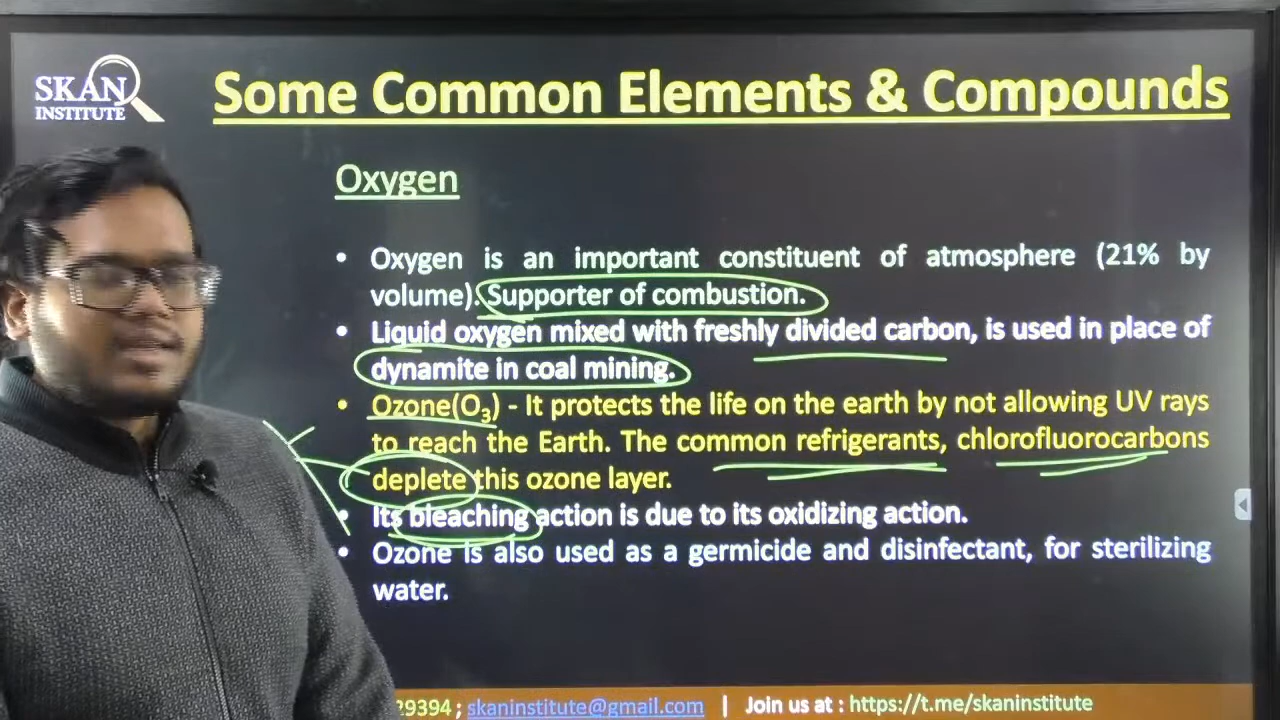 SKAN
INSTITUTE
Some Common Elements & Compounds
Oxygen
• Oxygen is an important constituent of atmosphere (21% by
volume). Supporter of combustion.
• Liquid oxygen mixed with freshly divided carbon, is used in place of
dynamite in coal mining.
• Ozone(O₃) - It protects the life on the earth by not allowing UV rays
to reach the Earth. The common refrigerants, chlorofluorocarbons
deplete this ozone layer.
• Its bleaching action is due to its oxidizing action.
• Ozone is also used as a germicide and disinfectant, for sterilizing
water.
29394 ; skaninstitute@gmail.com | Join us at : https://t.me/skaninstitute